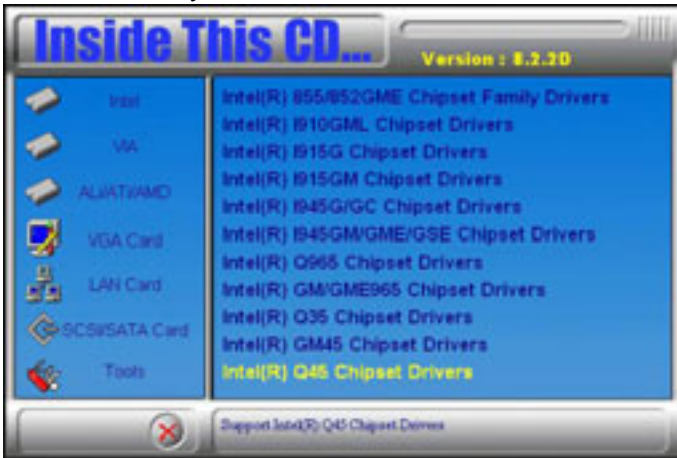 Inside This CD...
Version : 8.2.2D
Intel
VIA
ALi/ATI/AMD
VGA Card
LAN Card
SCSI/SATA Card
Tools
Intel(R) 855/852GME Chipset Family Drivers
Intel(R) I910GML Chipset Drivers
Intel(R) I915G Chipset Drivers
Intel(R) I915GM Chipset Drivers
Intel(R) I945G/GC Chipset Drivers
Intel(R) I945GM/GME/GSE Chipset Drivers
Intel(R) Q965 Chipset Drivers
Intel(R) GM/GME965 Chipset Drivers
Intel(R) Q35 Chipset Drivers
Intel(R) GM45 Chipset Drivers
Intel(R) Q45 Chipset Drivers
Support Intel(R) Q45 Chipset Drivers